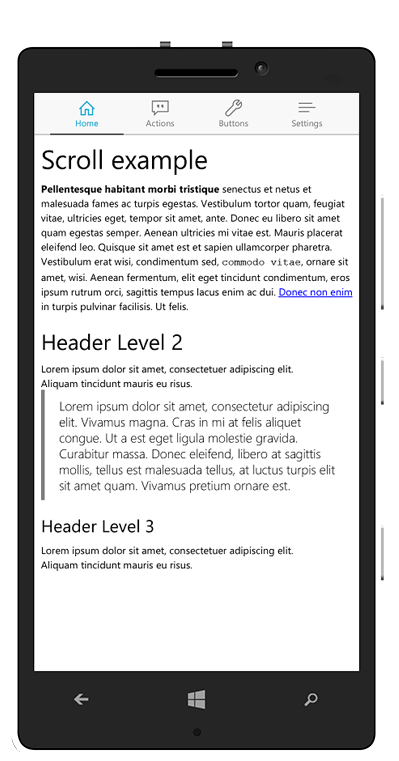 Home Actions Buttons Settings
Scroll example
Pellentesque habitant morbi tristique senectus et netus et
malesuada fames ac turpis egestas. Vestibulum tortor quam, feugiat
vitae, ultricies eget, tempor sit amet, ante. Donec eu libero sit amet
quam egestas semper. Aenean ultricies mi vitae est. Mauris placerat
eleifend leo. Quisque sit amet est et sapien ullamcorper pharetra.
Vestibulum erat wisi, condimentum sed, commodo vitae, ornare sit
amet, wisi. Aenean fermentum, elit eget tincidunt condimentum, eros
ipsum rutrum orci, sagittis tempus lacus enim ac dui. Donec non enim
in turpis pulvinar facilisis. Ut felis.
Header Level 2
Lorem ipsum dolor sit amet, consectetuer adipiscing elit.
Aliquam tincidunt mauris eu risus.
Lorem ipsum dolor sit amet, consectetur adipiscing
elit. Vivamus magna. Cras in mi at felis aliquet
congue. Ut a est eget ligula molestie gravida.
Curabitur massa. Donec eleifend, libero at sagittis
mollis, tellus est malesuada tellus, at luctus turpis elit
sit amet quam. Vivamus pretium ornare est.
Header Level 3
Lorem ipsum dolor sit amet, consectetuer adipiscing elit.
Aliquam tincidunt mauris eu risus.